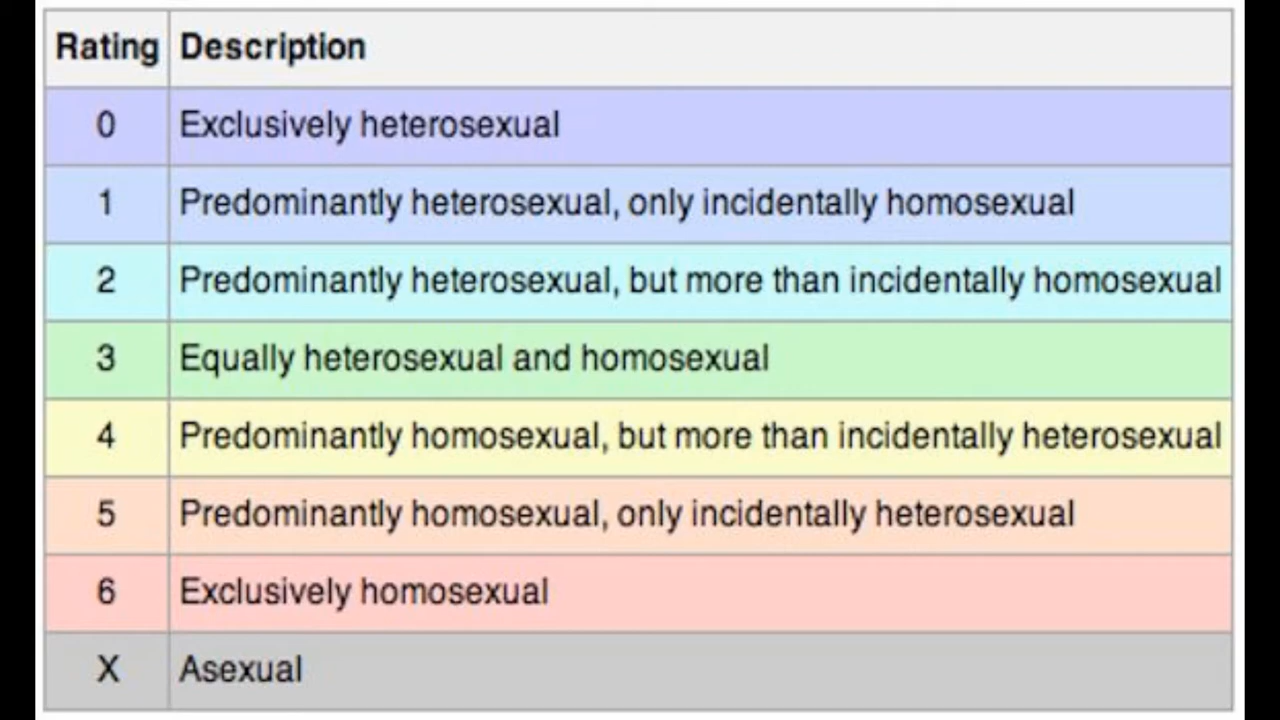 Rating Description
0 Exclusively heterosexual
1 Predominantly heterosexual, only incidentally homosexual
2 Predominantly heterosexual, but more than incidentally homosexual
3 Equally heterosexual and homosexual
4 Predominantly homosexual, but more than incidentally heterosexual
5 Predominantly homosexual, only incidentally heterosexual
6 Exclusively homosexual
X Asexual